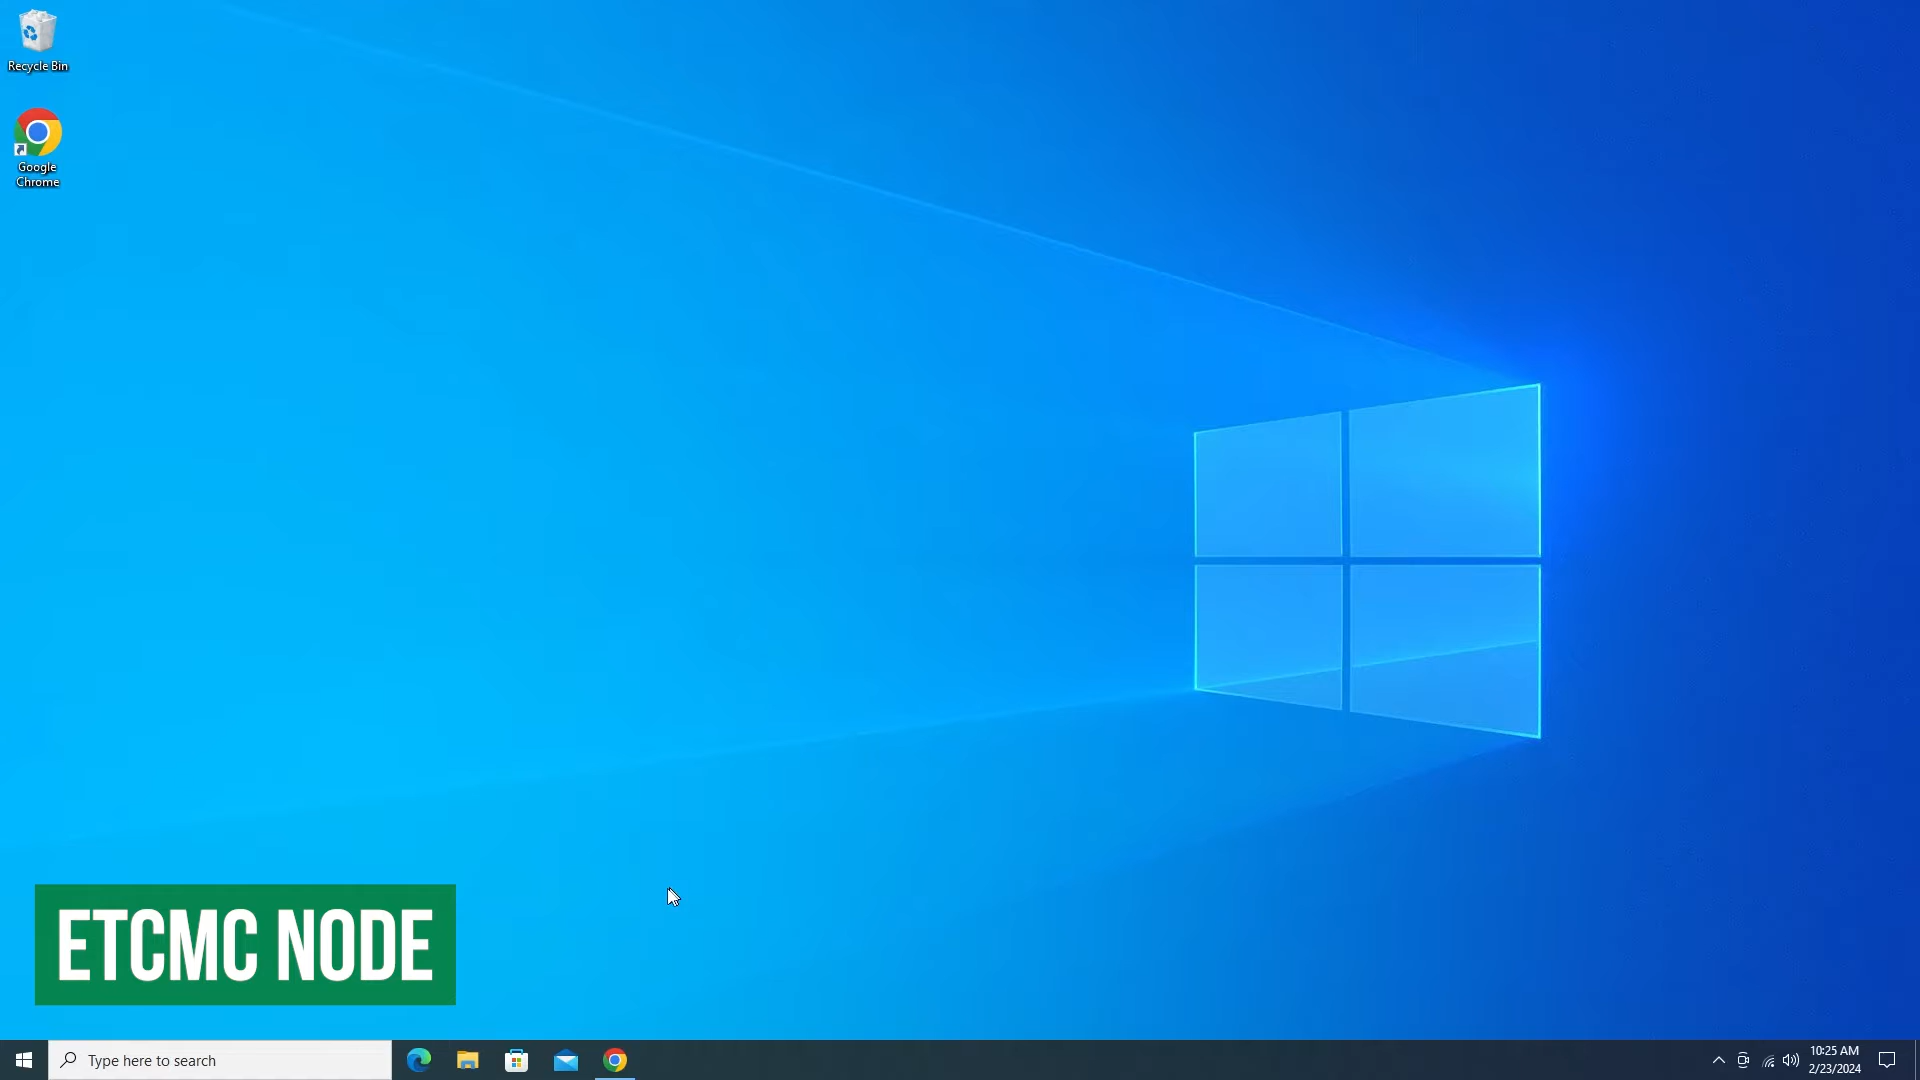 Recycle Bin
Google
Chrome
ETCMC NODE
Type here to search
10:25 AM
2/23/2024